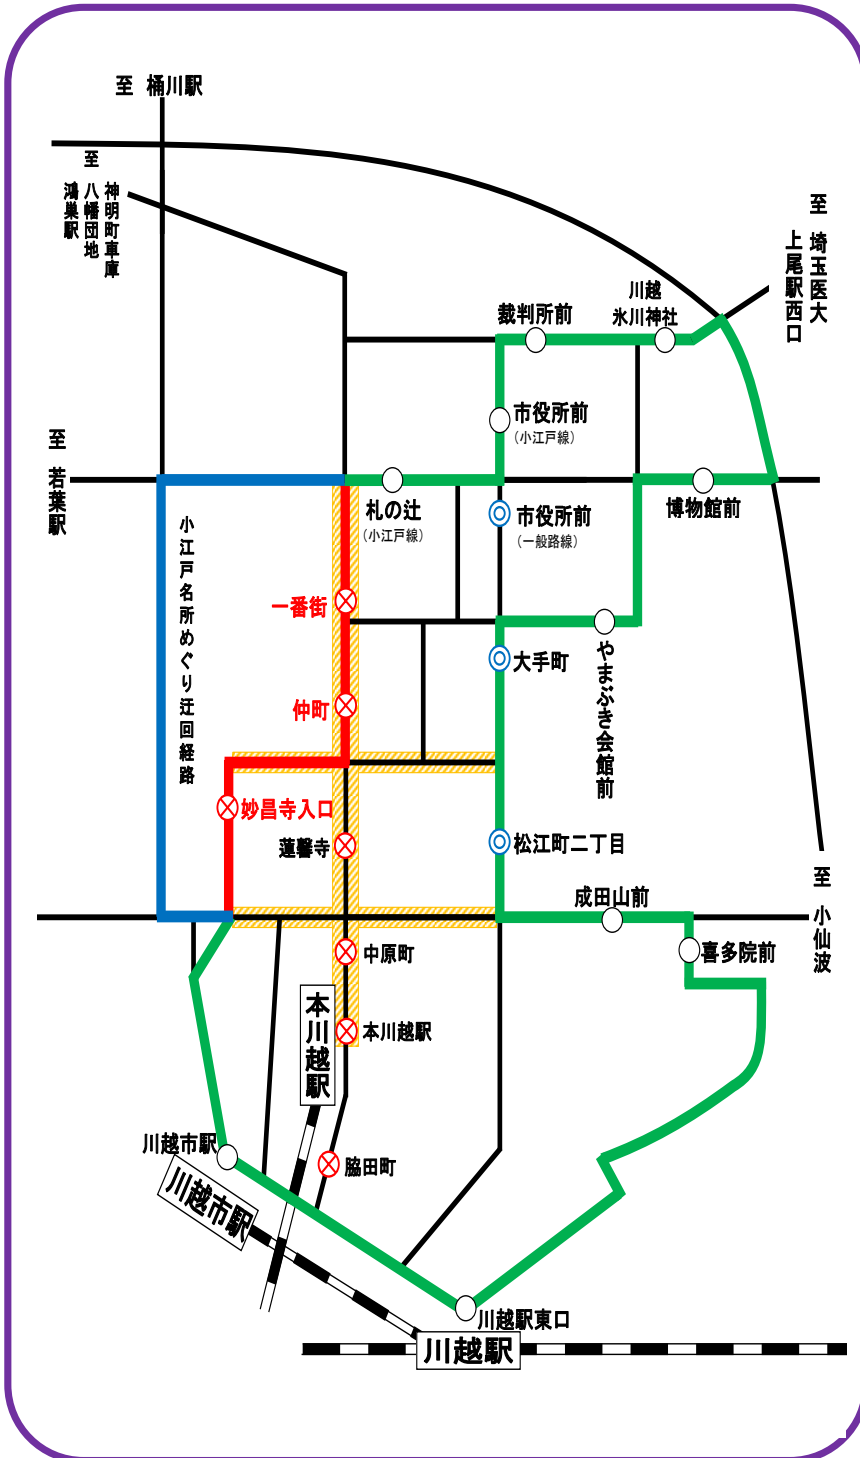 至 桶川駅
至 神明町車庫
八幡団地
鴻巣駅
至 埼玉医大
上尾駅西口
川越
氷川神社
裁判所前
市役所前
(小江戸線)
至 若葉駅
札の辻
(小江戸線)
市役所前
(一般路線)
博物館前
小江戸名所めぐり迂回経路
一番街
大手町
やまぶき会館前
仲町
妙昌寺入口
蓮馨寺
松江町二丁目
至 小仙波
成田山前
喜多院前
中原町
本川越駅
本川越駅
川越市駅
脇田町
川越市駅
川越駅東口
川越駅